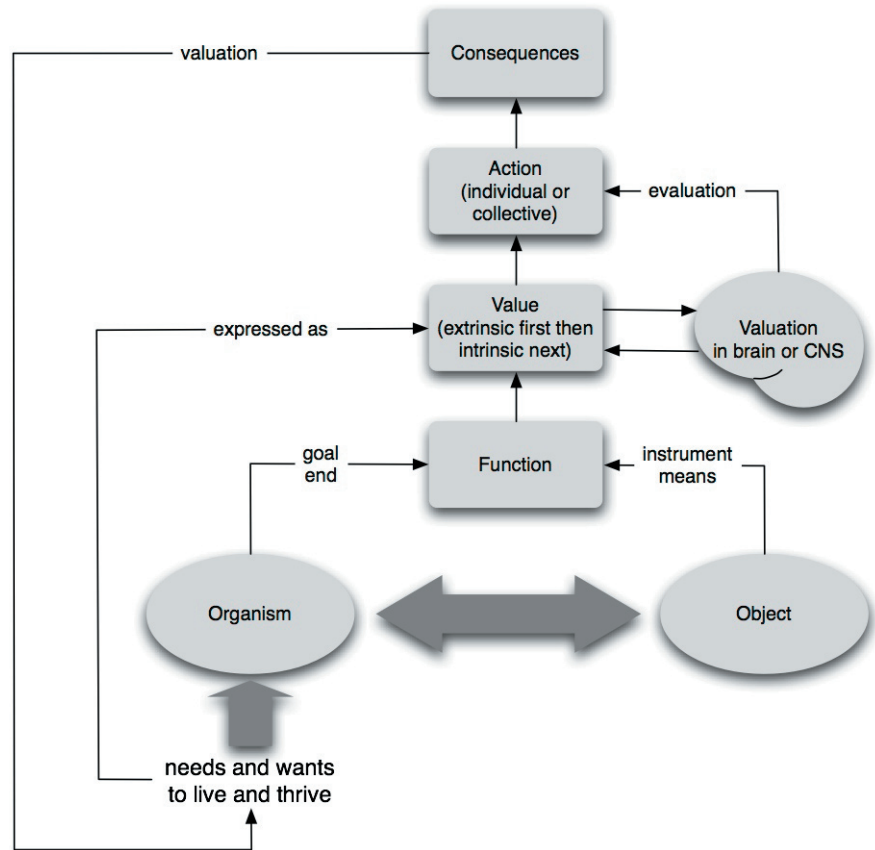 valuation
Consequences
Action
(individual or
collective)
evaluation
expressed as
Value
(extrinsic first then
intrinsic next)
Valuation
in brain or CNS
goal
end
Function
instrument
means
Organism
Object
needs and wants
to live and thrive